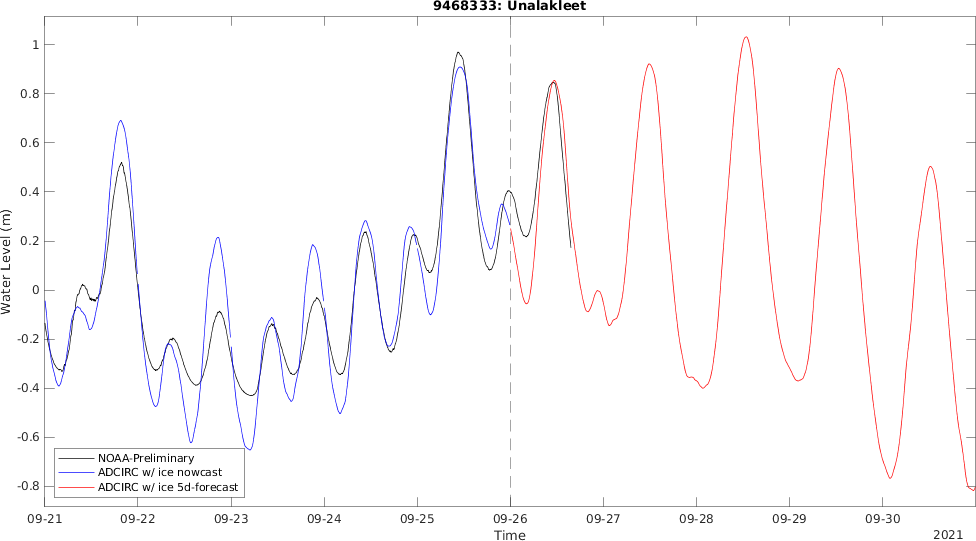 9468333: Unalakleet
1
0.8
0.6
0.4
0.2
0
-0.2
-0.4
-0.6
-0.8
Water Level (m)
NOAA-Preliminary
ADCIRC w/ ice nowcast
ADCIRC w/ ice 5d-forecast
09-21 09-22 09-23 09-24 09-25 09-26 09-27 09-28 09-29 09-30
Time
2021